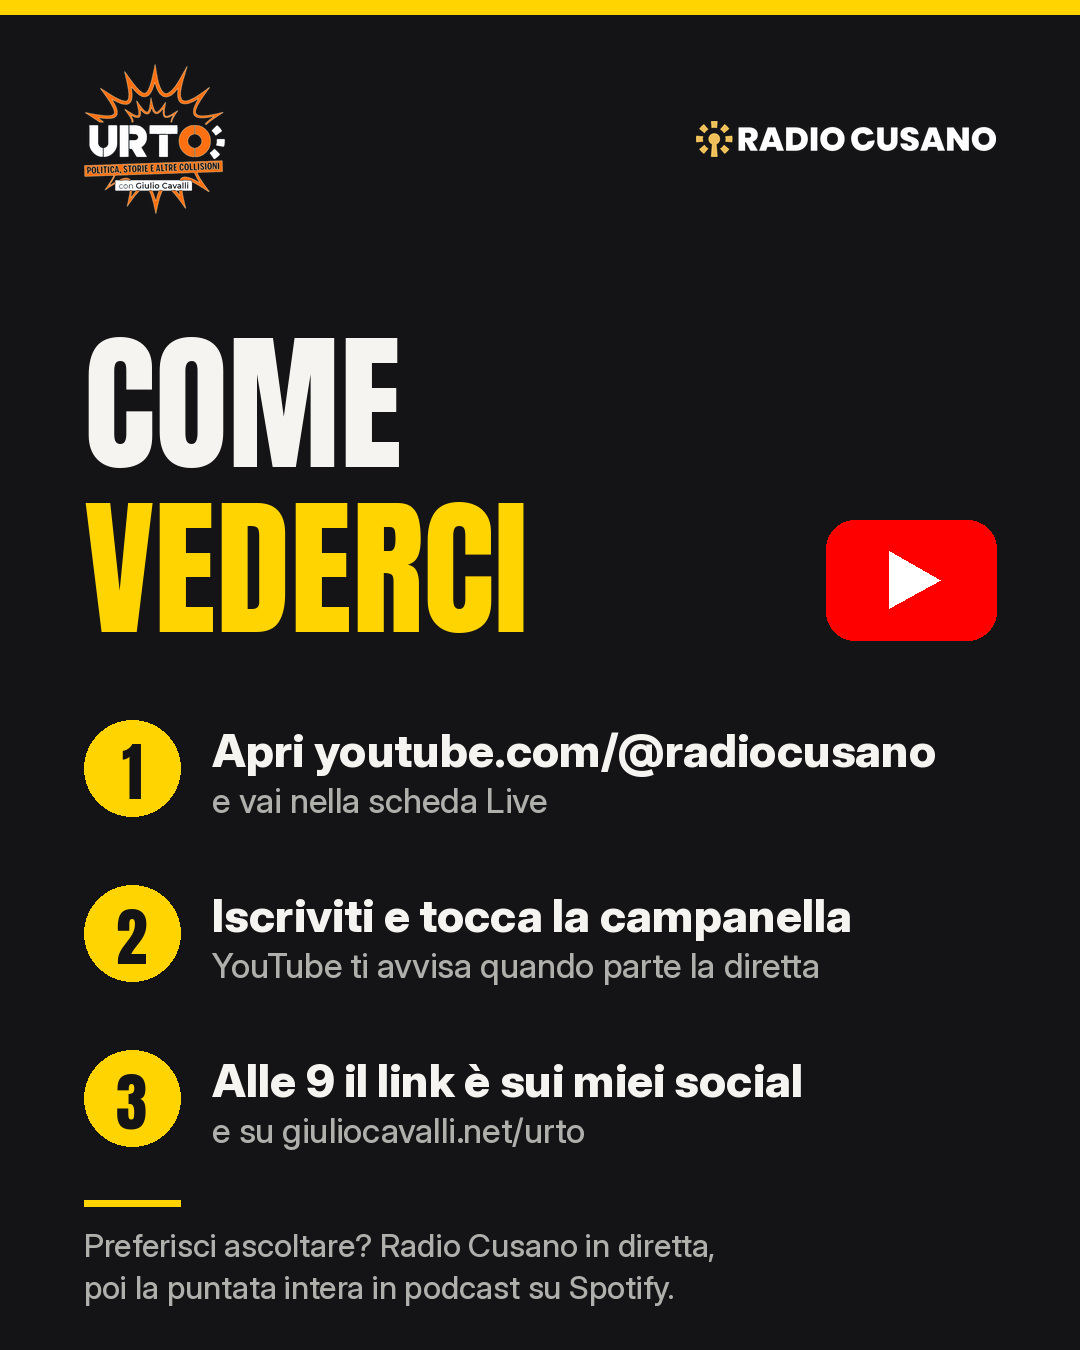 URTO
POLITICA, STORIE E ALTRE COLLISIONI
con Giulio Cavalli
RADIO CUSANO
COME
VEDERCI
1
Apri youtube.com/@radiocusano
e vai nella scheda Live
2
Iscriviti e tocca la campanella
YouTube ti avvisa quando parte la diretta
3
Alle 9 il link è sui miei social
e su giuliocavalli.net/urto
Preferisci ascoltare? Radio Cusano in diretta,
poi la puntata intera in podcast su Spotify.